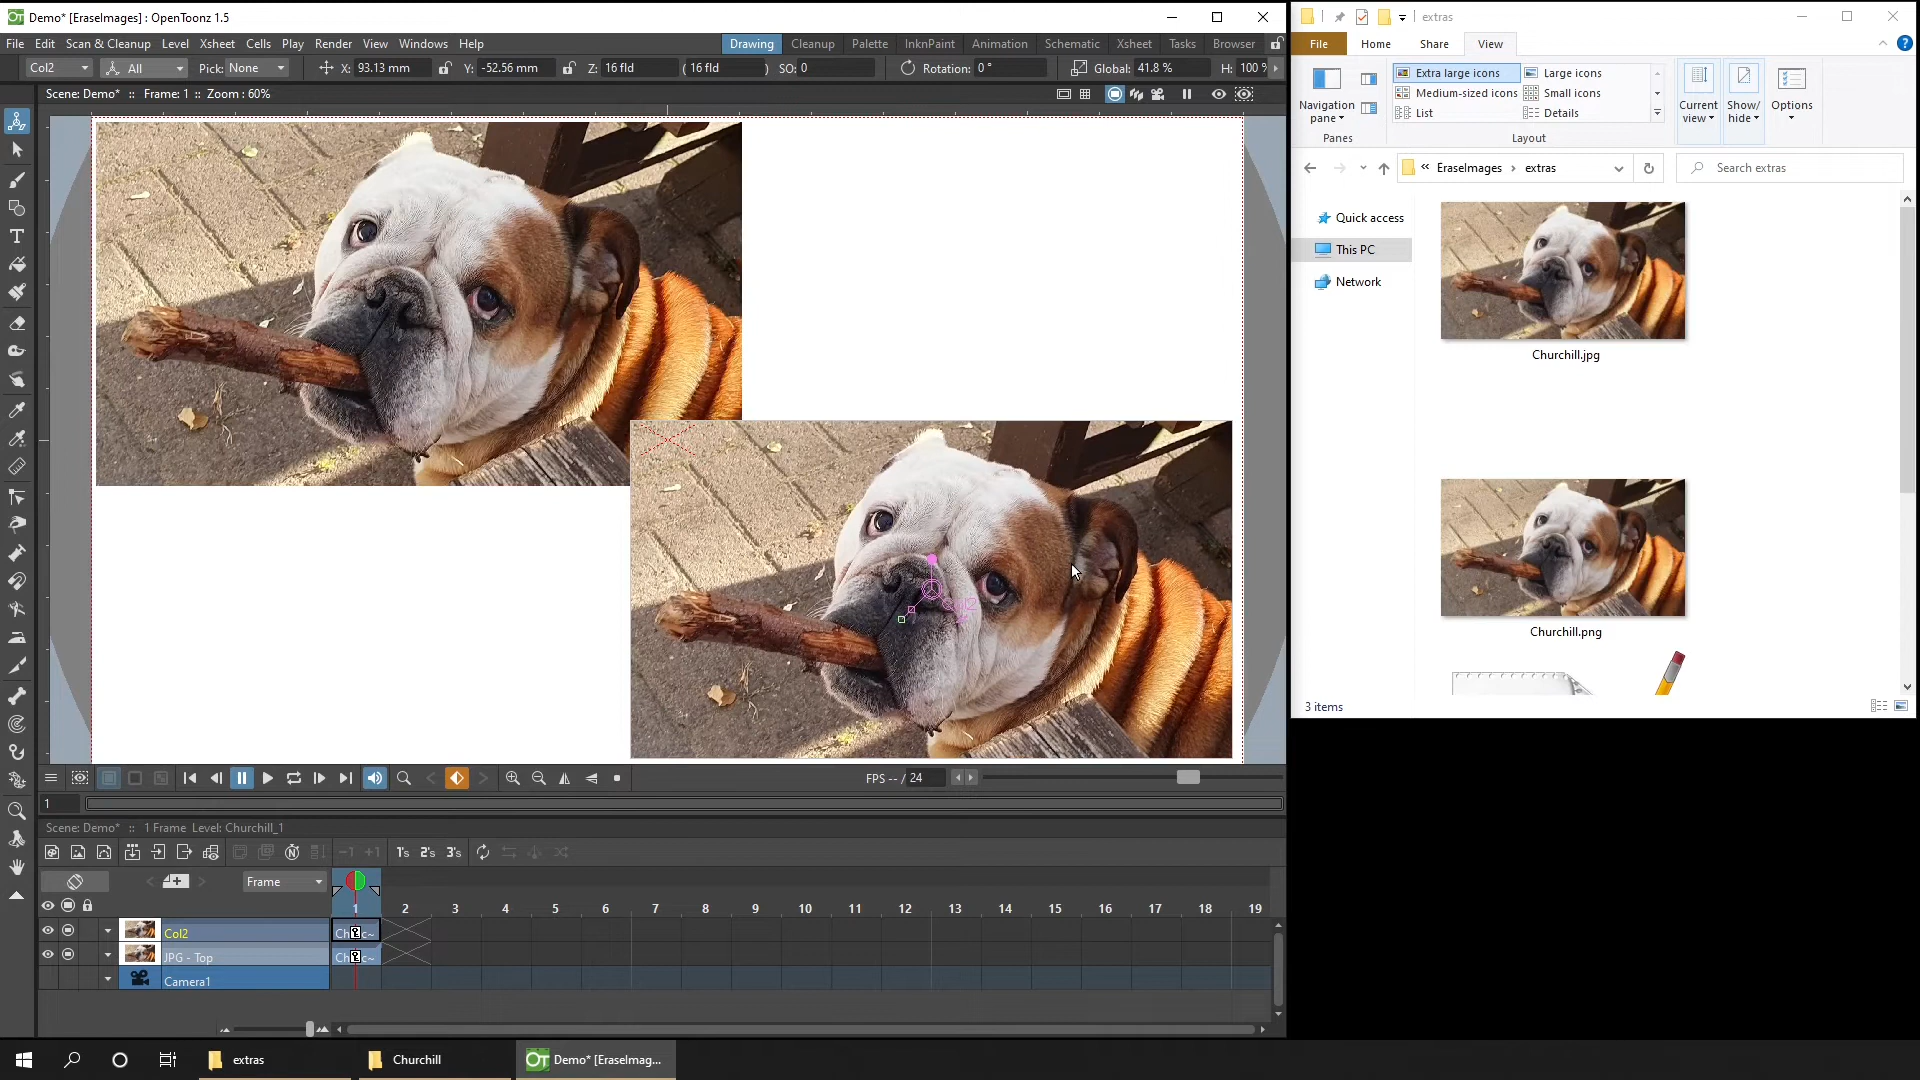 Demo* [EraseImages] : OpenToonz 1.5
File Edit Scan & Cleanup Level Xsheet Cells Play Render View Windows Help
Drawing Cleanup Palette InknPaint Animation Schematic Xsheet Tasks Browser
Col2 All Pick: None X: 93.13 mm Y: -52.56 mm Z: 16 fld ( 16 fld ) SO: 0 Rotation: 0 ° Global: 41.8 % H: 100 %
Scene: Demo* :: Frame: 1 :: Zoom : 60%
Col2
FPS -- / 24
1
Scene: Demo* :: 1 Frame Level: Churchill_1
1's 2's 3's
Frame
1 2 3 4 5 6 7 8 9 10 11 12 13 14 15 16 17 18 19
Col2
JPG - Top
Camera1
extras
File Home Share View
Navigation pane
Extra large icons Large icons
Medium-sized icons Small icons
List Details
Current view
Show/ hide
Options
Panes Layout
« EraseImages › extras
Search extras
Quick access
This PC
Network
Churchill.jpg
Churchill.png
3 items
extras Churchill Demo* [EraseImag...